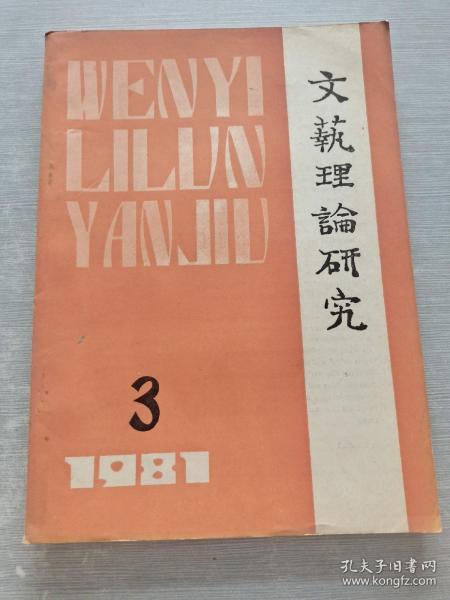 WENYI
LILUN
YANJIU
文藝理論研究
3
1981
孔夫子旧书网
www.kongfz.com